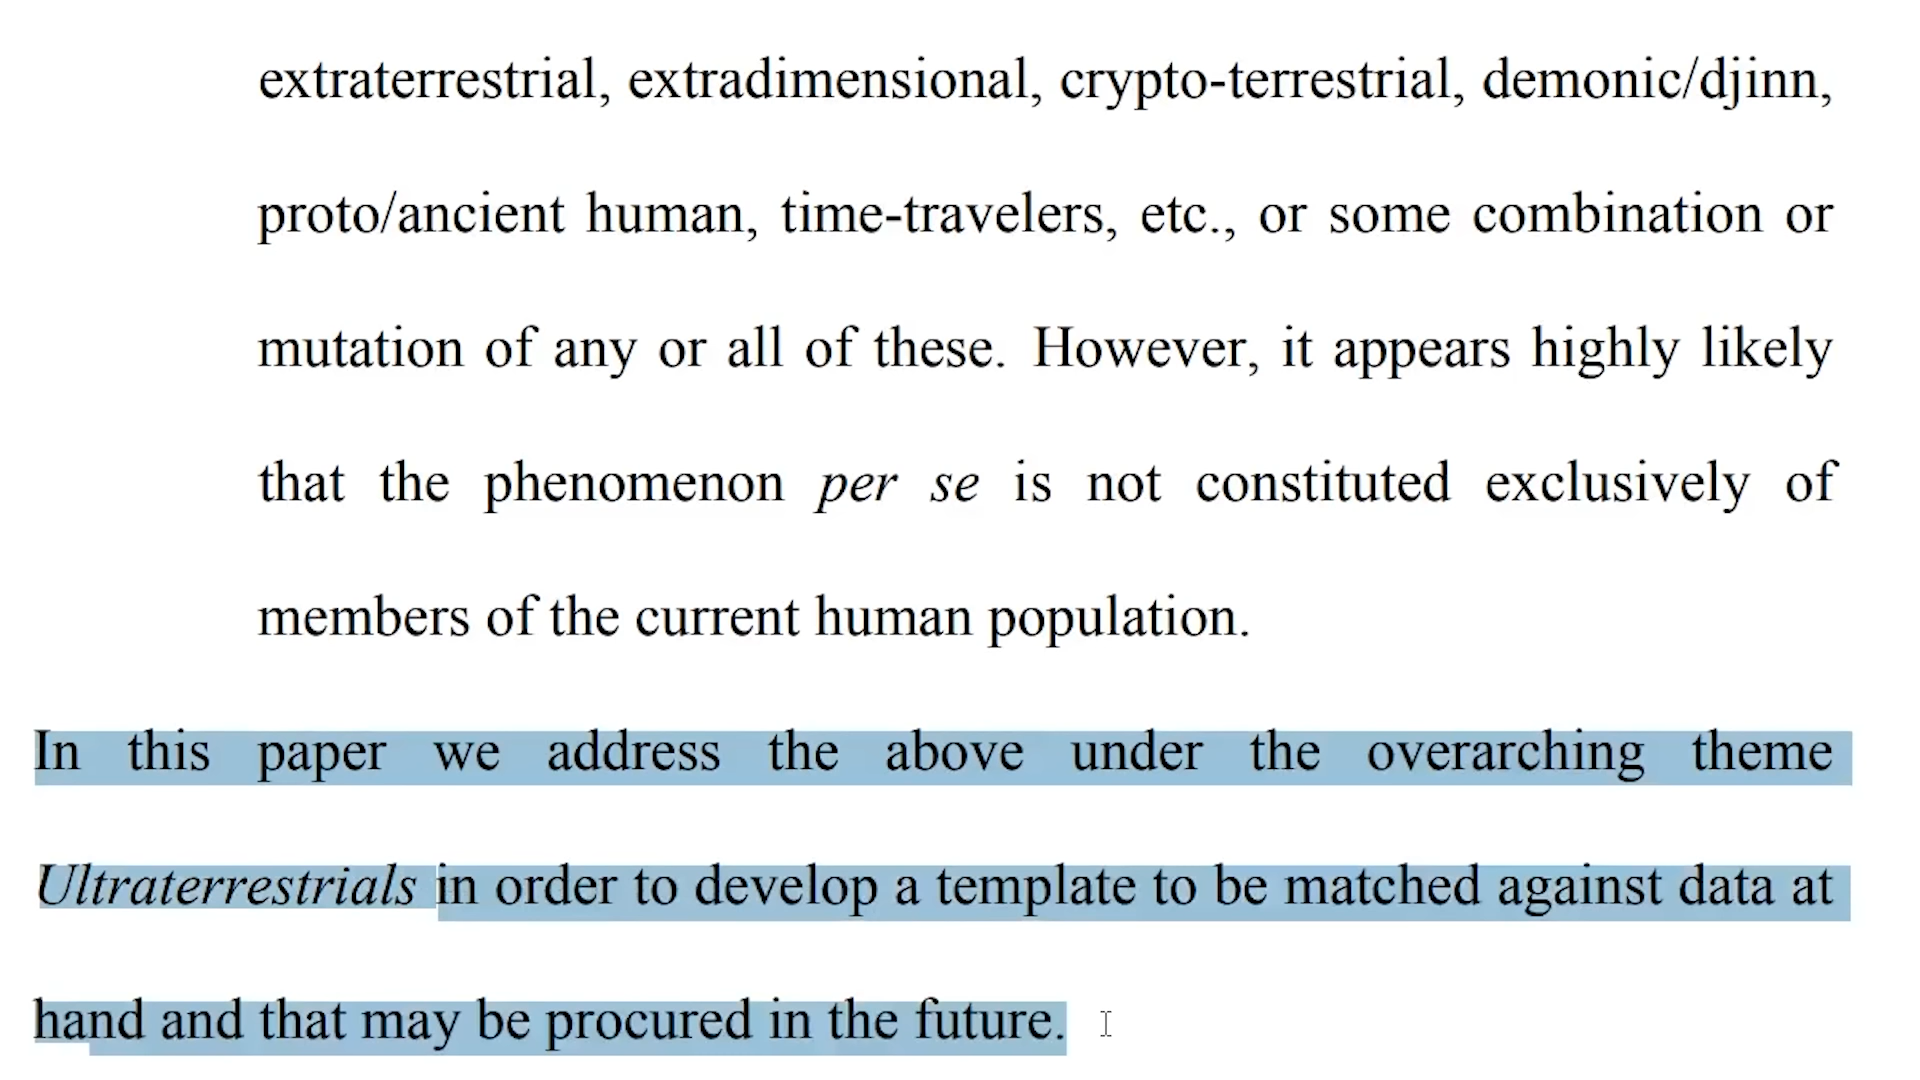 extraterrestrial, extradimensional, crypto-terrestrial, demonic/djinn,
proto/ancient human, time-travelers, etc., or some combination or
mutation of any or all of these. However, it appears highly likely
that the phenomenon per se is not constituted exclusively of
members of the current human population.
In this paper we address the above under the overarching theme
Ultraterrestrials in order to develop a template to be matched against data at
hand and that may be procured in the future.